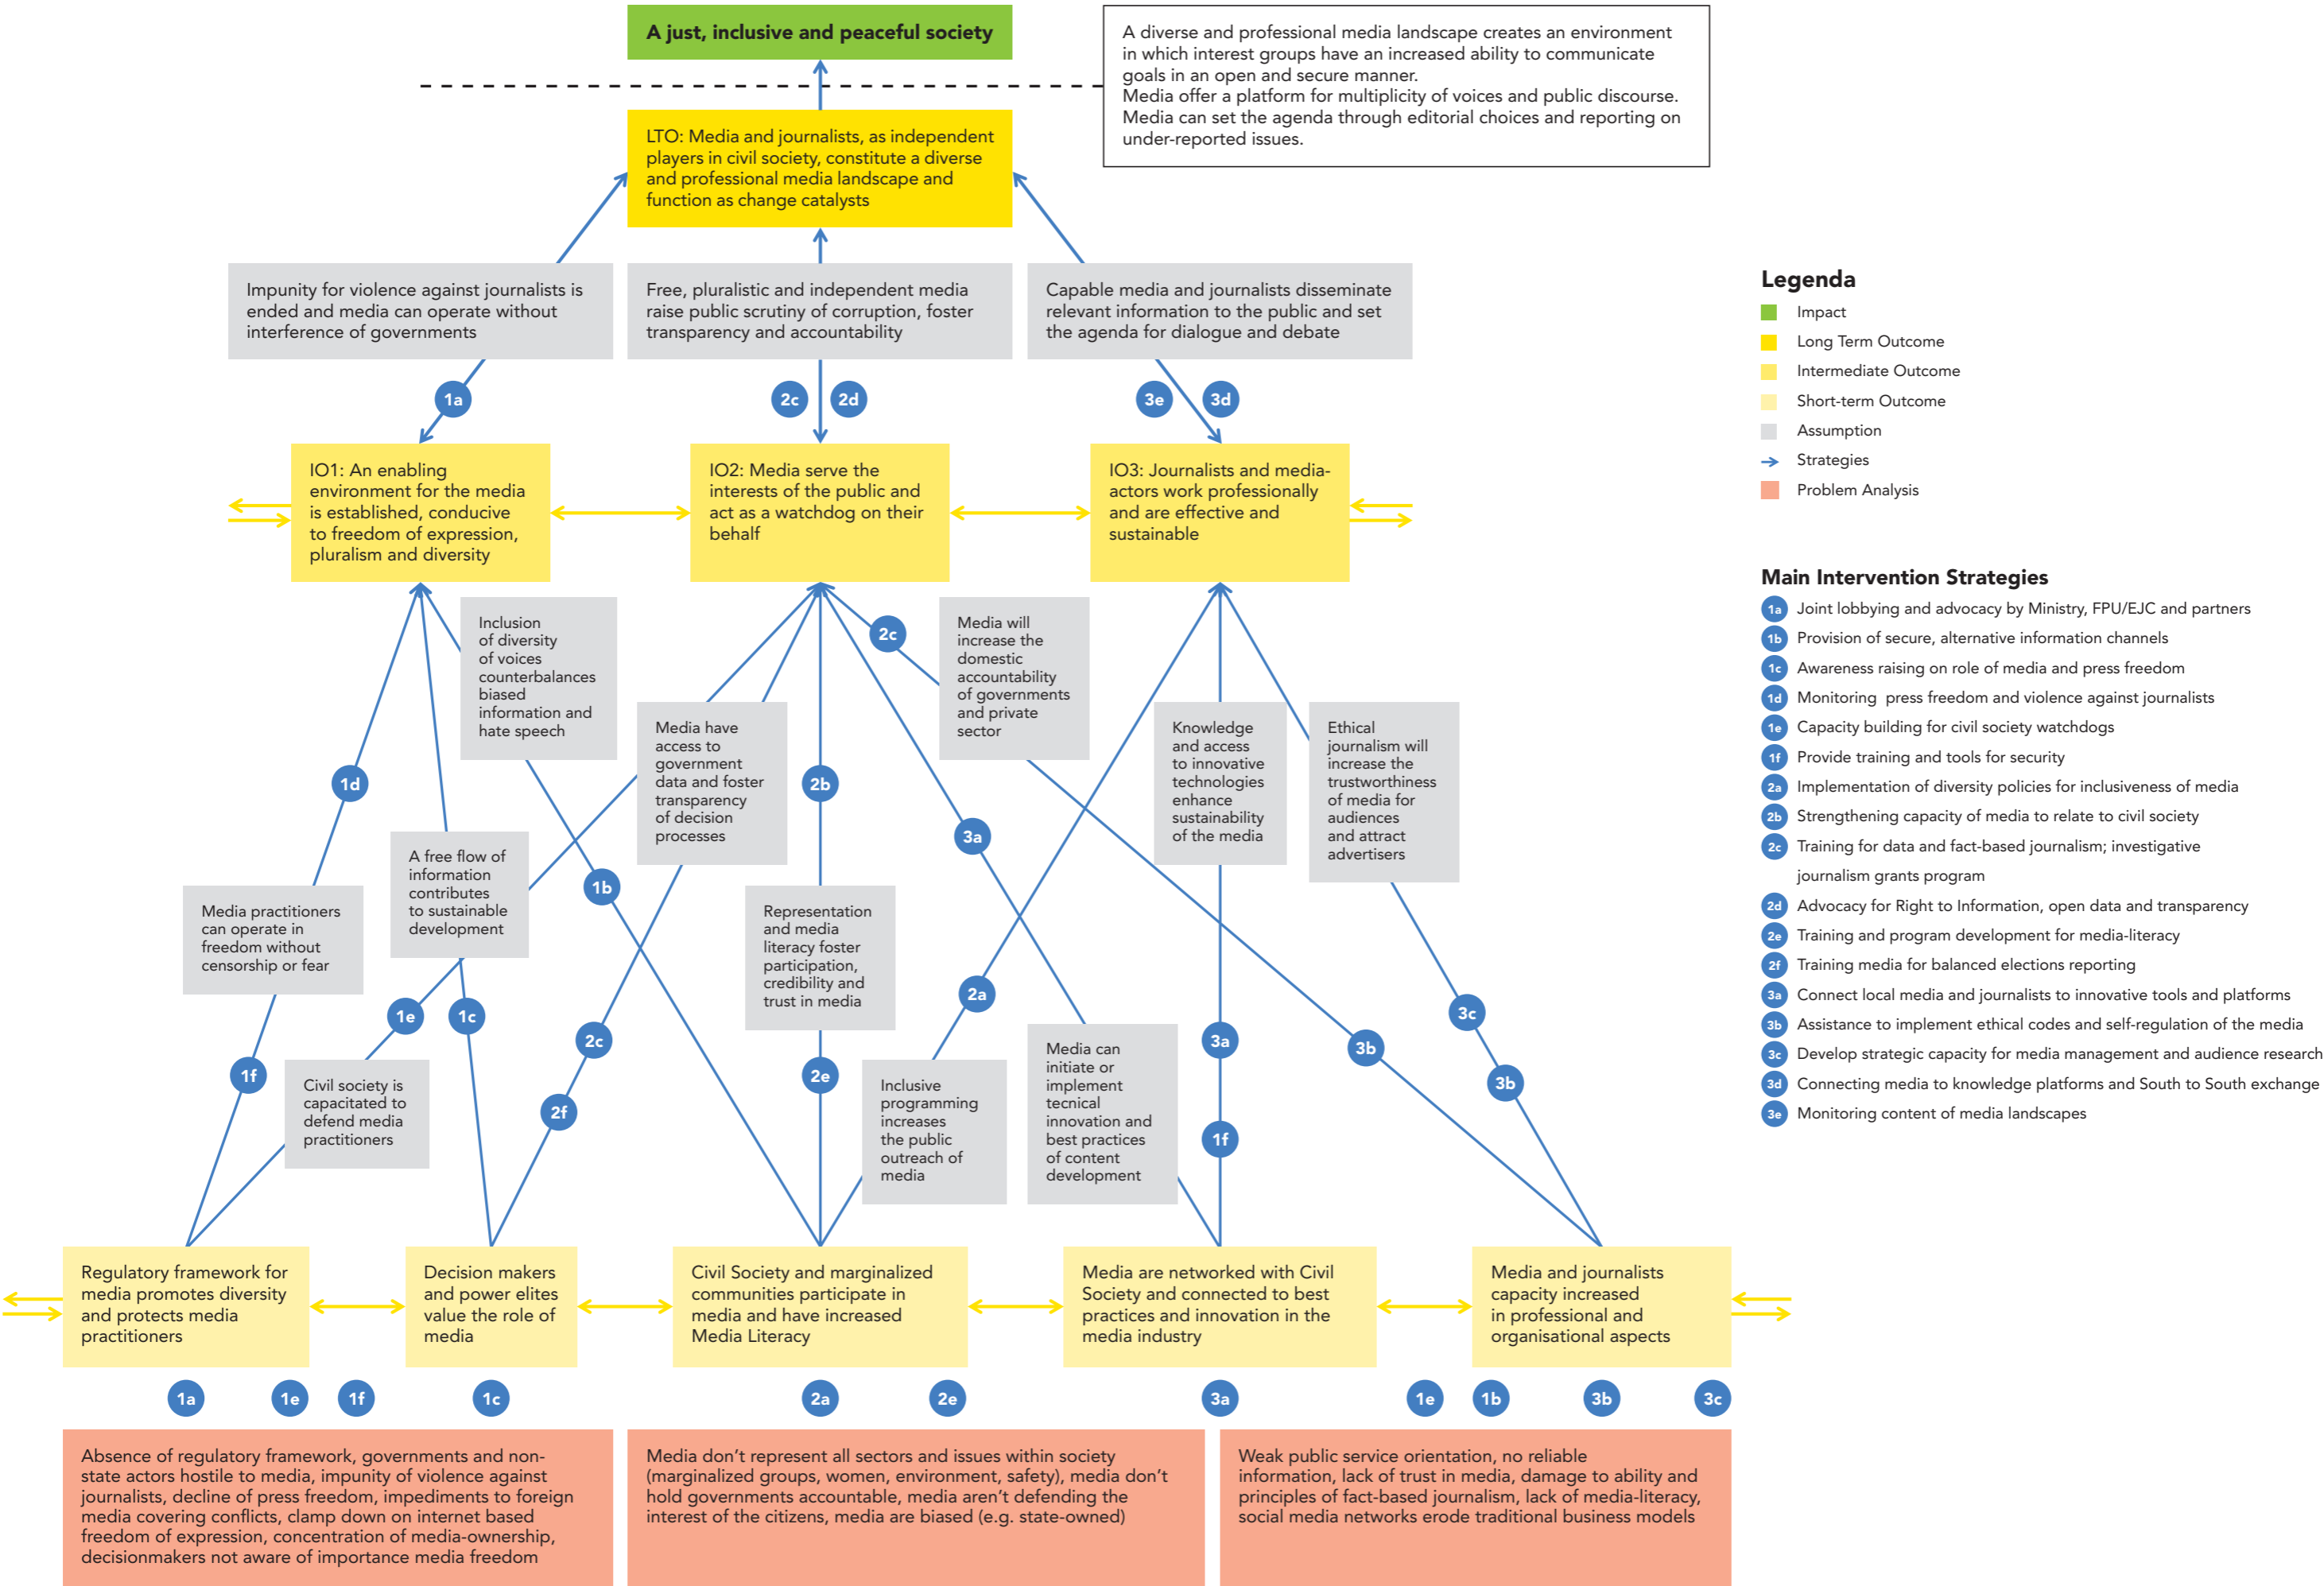 A just, inclusive and peaceful society
A diverse and professional media landscape creates an environment
in which interest groups have an increased ability to communicate
goals in an open and secure manner.
Media offer a platform for multiplicity of voices and public discourse.
Media can set the agenda through editorial choices and reporting on
under-reported issues.
LTO: Media and journalists, as independent
players in civil society, constitute a diverse
and professional media landscape and
function as change catalysts
Impunity for violence against journalists is
ended and media can operate without
interference of governments
Free, pluralistic and independent media
raise public scrutiny of corruption, foster
transparency and accountability
Capable media and journalists disseminate
relevant information to the public and set
the agenda for dialogue and debate
1a
2c
2d
3e
3d
IO1: An enabling
environment for the media
is established, conducive
to freedom of expression,
pluralism and diversity
IO2: Media serve the
interests of the public and
act as a watchdog on their
behalf
IO3: Journalists and media-
actors work professionally
and are effective and
sustainable
Inclusion
of diversity
of voices
counterbalances
biased
information and
hate speech
2c
Media will
increase the
domestic
accountability
of governments
and private
sector
Media have
access to
government
data and foster
transparency
of decision
processes
Knowledge
and access
to innovative
technologies
enhance
sustainability
of the media
Ethical
journalism will
increase the
trustworthiness
of media for
audiences
and attract
advertisers
1d
2b
3a
A free flow of
information
contributes
to sustainable
development
1b
Media practitioners
can operate in
freedom without
censorship or fear
Representation
and media
literacy foster
participation,
credibility and
trust in media
2a
1e
1c
3c
2c
3a
3b
Media can
initiate or
implement
tecnical
innovation and
best practices
of content
development
1f
Civil society is
capacitated to
defend media
practitioners
2e
Inclusive
programming
increases
the public
outreach of
media
3b
2f
1f
Regulatory framework for
media promotes diversity
and protects media
practitioners
Decision makers
and power elites
value the role of
media
Civil Society and marginalized
communities participate in
media and have increased
Media Literacy
Media are networked with Civil
Society and connected to best
practices and innovation in the
media industry
Media and journalists
capacity increased
in professional and
organisational aspects
1a
1e
1f
1c
2a
2e
3a
1e
1b
3b
3c
Absence of regulatory framework, governments and non-
state actors hostile to media, impunity of violence against
journalists, decline of press freedom, impediments to foreign
media covering conflicts, clamp down on internet based
freedom of expression, concentration of media-ownership,
decisionmakers not aware of importance media freedom
Media don't represent all sectors and issues within society
(marginalized groups, women, environment, safety), media don't
hold governments accountable, media aren't defending the
interest of the citizens, media are biased (e.g. state-owned)
Weak public service orientation, no reliable
information, lack of trust in media, damage to ability and
principles of fact-based journalism, lack of media-literacy,
social media networks erode traditional business models
Legenda
Impact
Long Term Outcome
Intermediate Outcome
Short-term Outcome
Assumption
Strategies
Problem Analysis
Main Intervention Strategies
1a Joint lobbying and advocacy by Ministry, FPU/EJC and partners
1b Provision of secure, alternative information channels
1c Awareness raising on role of media and press freedom
1d Monitoring press freedom and violence against journalists
1e Capacity building for civil society watchdogs
1f Provide training and tools for security
2a Implementation of diversity policies for inclusiveness of media
2b Strengthening capacity of media to relate to civil society
2c Training for data and fact-based journalism; investigative
journalism grants program
2d Advocacy for Right to Information, open data and transparency
2e Training and program development for media-literacy
2f Training media for balanced elections reporting
3a Connect local media and journalists to innovative tools and platforms
3b Assistance to implement ethical codes and self-regulation of the media
3c Develop strategic capacity for media management and audience research
3d Connecting media to knowledge platforms and South to South exchange
3e Monitoring content of media landscapes